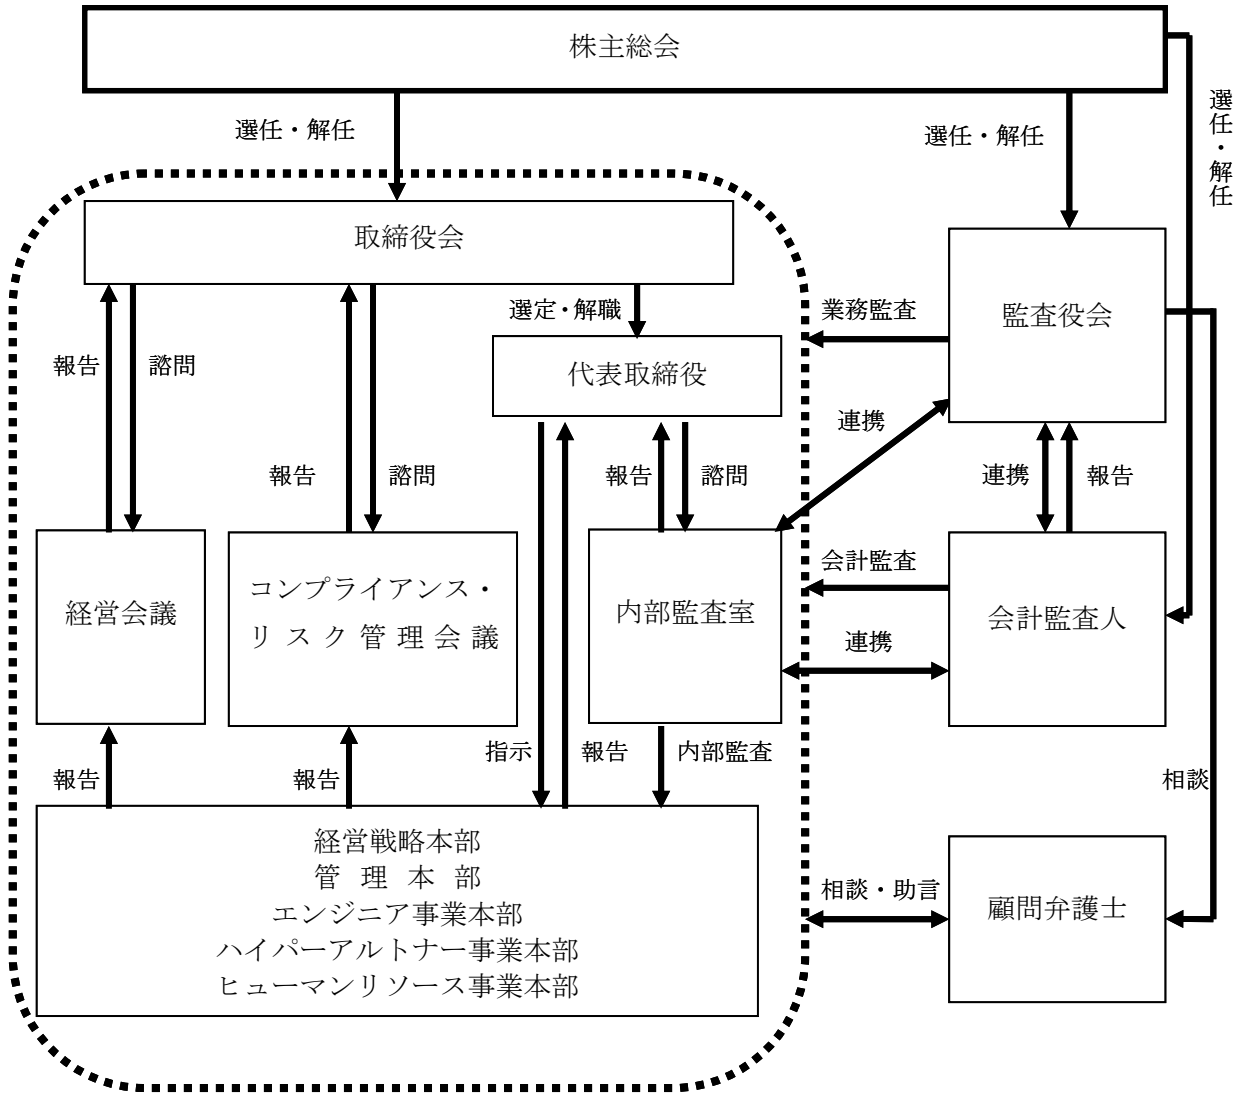 株主総会
選任・解任
選任・解任
選任・解任
取締役会
選定・解職
業務監査
監査役会
報告
諮問
代表取締役
連携
報告
諮問
報告
諮問
連携
報告
経営会議
コンプライアンス・
リスク管理会議
内部監査室
会計監査
会計監査人
連携
報告
報告
指示
報告
内部監査
相談
経営戦略本部
管理本部
エンジニア事業本部
ハイパーアルトナー事業本部
ヒューマンリソース事業本部
相談・助言
顧問弁護士